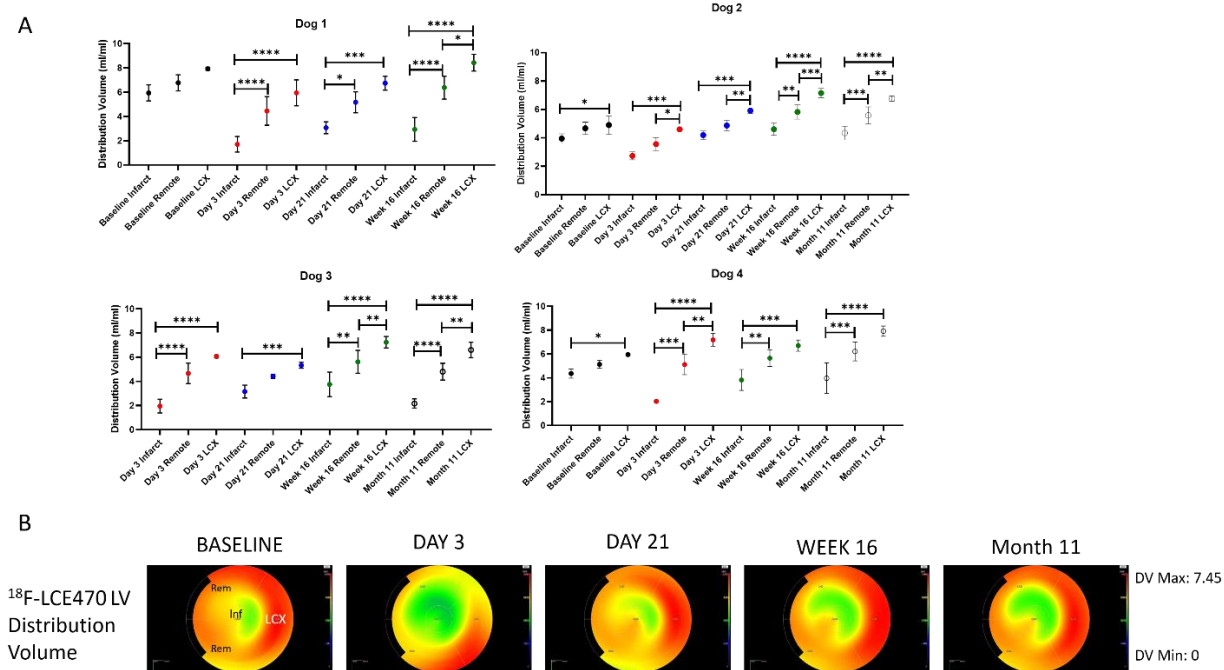 A
Dog 1
Distribution Volume (ml/ml)
10
8
6
4
2
0
****
****
***
*
****
****
*
Baseline Infarct
Baseline Remote
Baseline LCX
Day 3 Infarct
Day 3 Remote
Day 3 LCX
Day 21 Infarct
Day 21 Remote
Day 21 LCX
Week 16 Infarct
Week 16 Remote
Week 16 LCX
Dog 2
Distribution Volume (ml/ml)
10
8
6
4
2
0
*
***
*
***
**
****
***
**
****
**
***
Baseline Infarct
Baseline Remote
Baseline LCX
Day 3 Infarct
Day 3 Remote
Day 3 LCX
Day 21 Infarct
Day 21 Remote
Day 21 LCX
Week 16 Infarct
Week 16 Remote
Week 16 LCX
Month 11 Infarct
Month 11 Remote
Month 11 LCX
Dog 3
Distribution Volume (ml/ml)
10
8
6
4
2
0
****
****
***
****
**
**
****
**
****
Day 3 Infarct
Day 3 Remote
Day 3 LCX
Day 21 Infarct
Day 21 Remote
Day 21 LCX
Week 16 Infarct
Week 16 Remote
Week 16 LCX
Month 11 Infarct
Month 11 Remote
Month 11 LCX
Dog 4
Distribution Volume (ml/ml)
10
8
6
4
2
0
*
****
**
***
***
**
****
***
Baseline Infarct
Baseline Remote
Baseline LCX
Day 3 Infarct
Day 3 Remote
Day 3 LCX
Week 16 Infarct
Week 16 Remote
Week 16 LCX
Month 11 Infarct
Month 11 Remote
Month 11 LCX
B
BASELINE
DAY 3
DAY 21
WEEK 16
Month 11
¹⁸F-LCE470 LV
Distribution
Volume
Rem
Inf
LCX
Rem
DV Max: 7.45
DV Min: 0